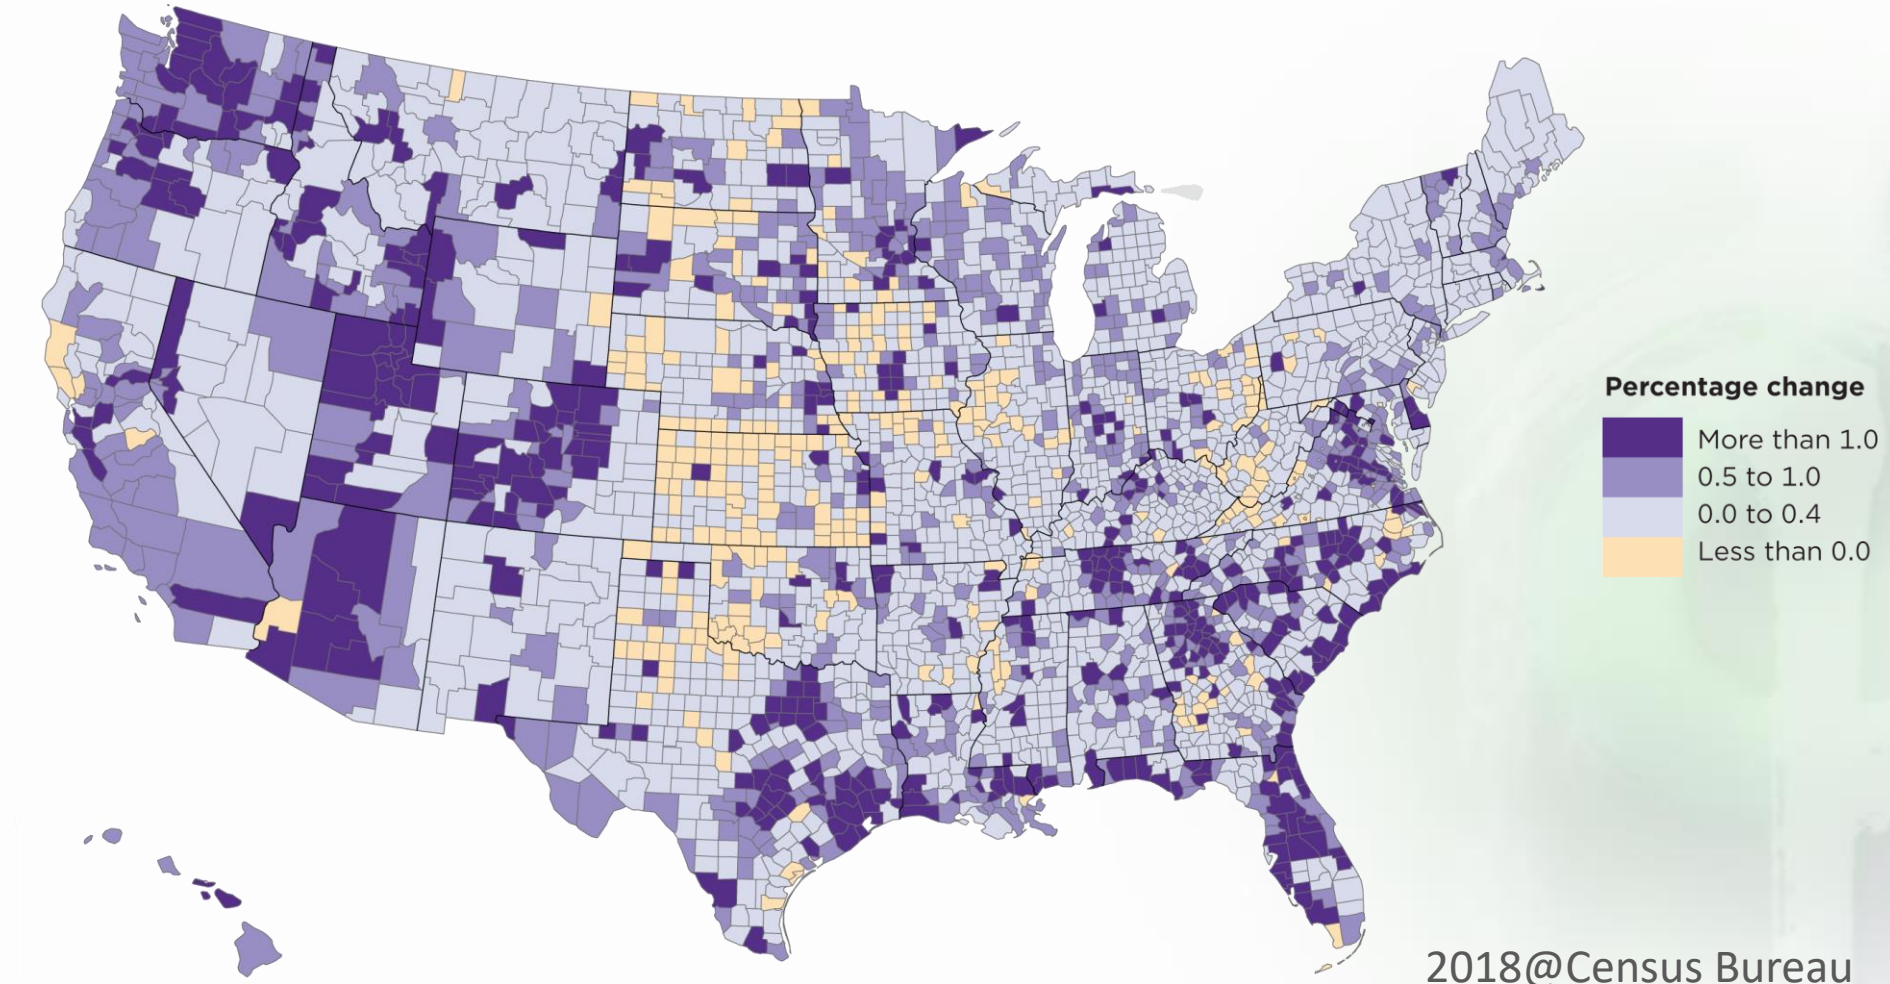 Percentage change
More than 1.0
0.5 to 1.0
0.0 to 0.4
Less than 0.0
2018@Census Bureau